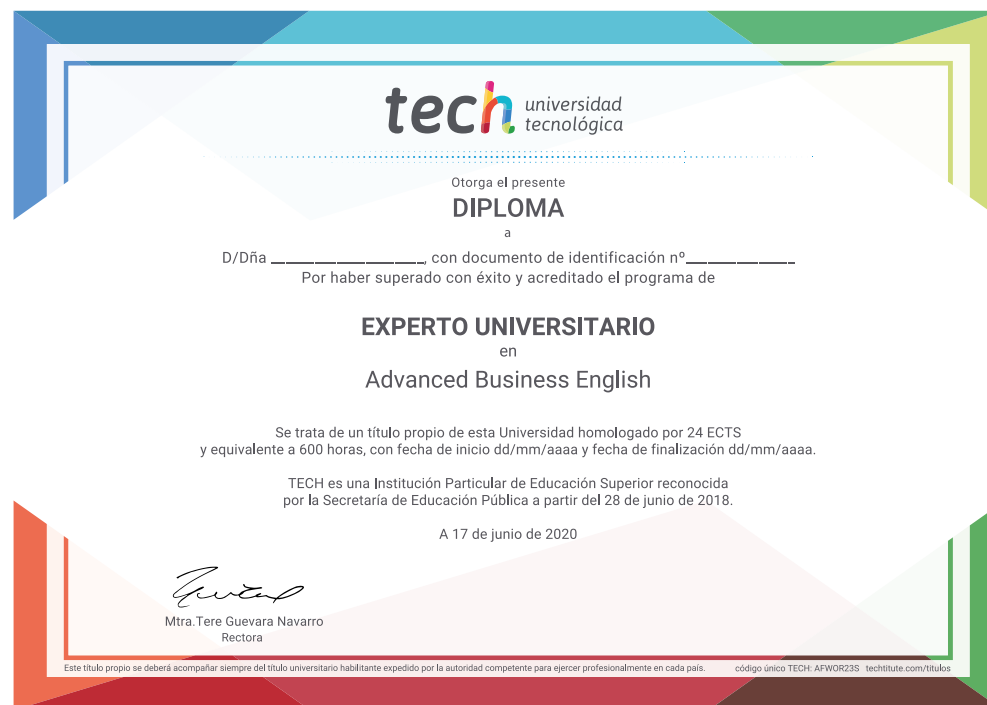 tech universidad
tecnológica
Otorga el presente
DIPLOMA
a
D/Dña _____________________, con documento de identificación nº_______________
Por haber superado con éxito y acreditado el programa de
EXPERTO UNIVERSITARIO
en
Advanced Business English
Se trata de un título propio de esta Universidad homologado por 24 ECTS
y equivalente a 600 horas, con fecha de inicio dd/mm/aaaa y fecha de finalización dd/mm/aaaa.
TECH es una Institución Particular de Educación Superior reconocida
por la Secretaría de Educación Pública a partir del 28 de junio de 2018.
A 17 de junio de 2020
Mtra.Tere Guevara Navarro
Rectora
Este título propio se deberá acompañar siempre del título universitario habilitante expedido por la autoridad competente para ejercer profesionalmente en cada país. código único TECH: AFWOR23S techtitute.com/titulos